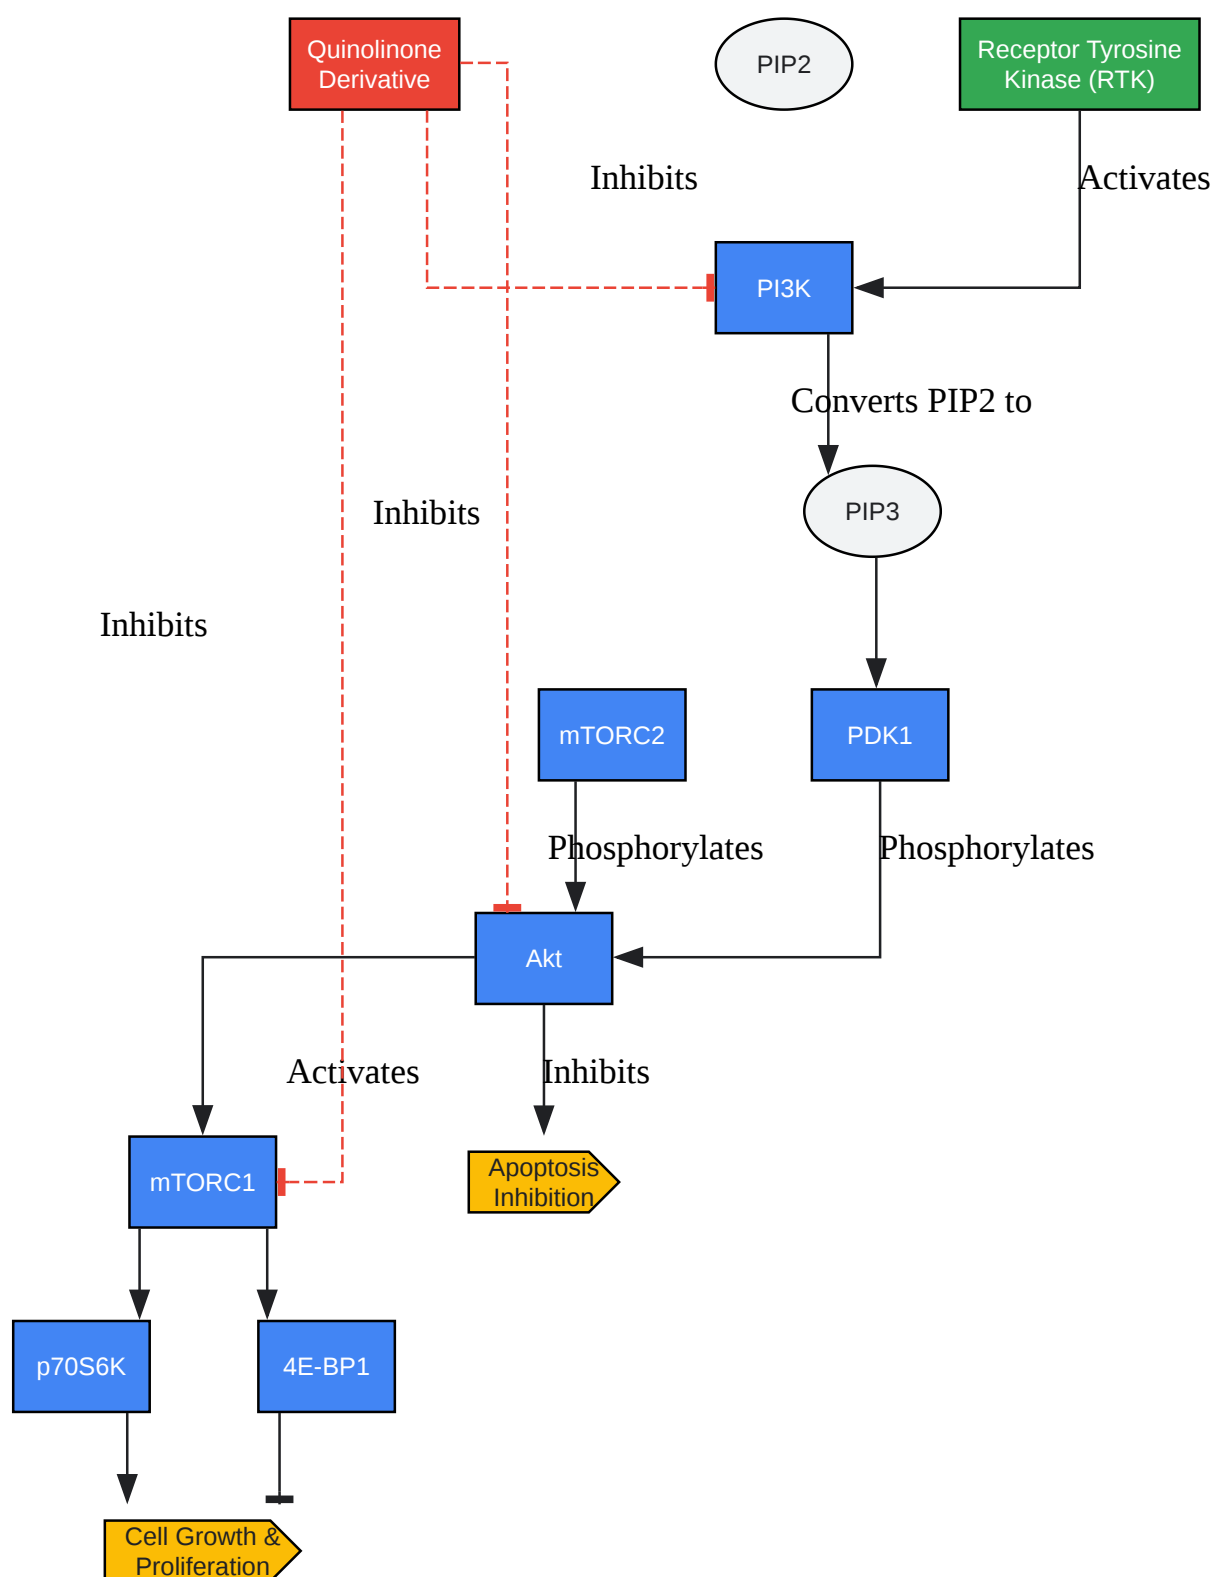 Quinolinone
Derivative
PIP2
Receptor Tyrosine
Kinase (RTK)
Inhibits
Activates
PI3K
Converts PIP2 to
PIP3
Inhibits
Inhibits
mTORC2
PDK1
Phosphorylates
Phosphorylates
Akt
Activates
Inhibits
mTORC1
Apoptosis
Inhibition
p70S6K
4E-BP1
Cell Growth &
Proliferation